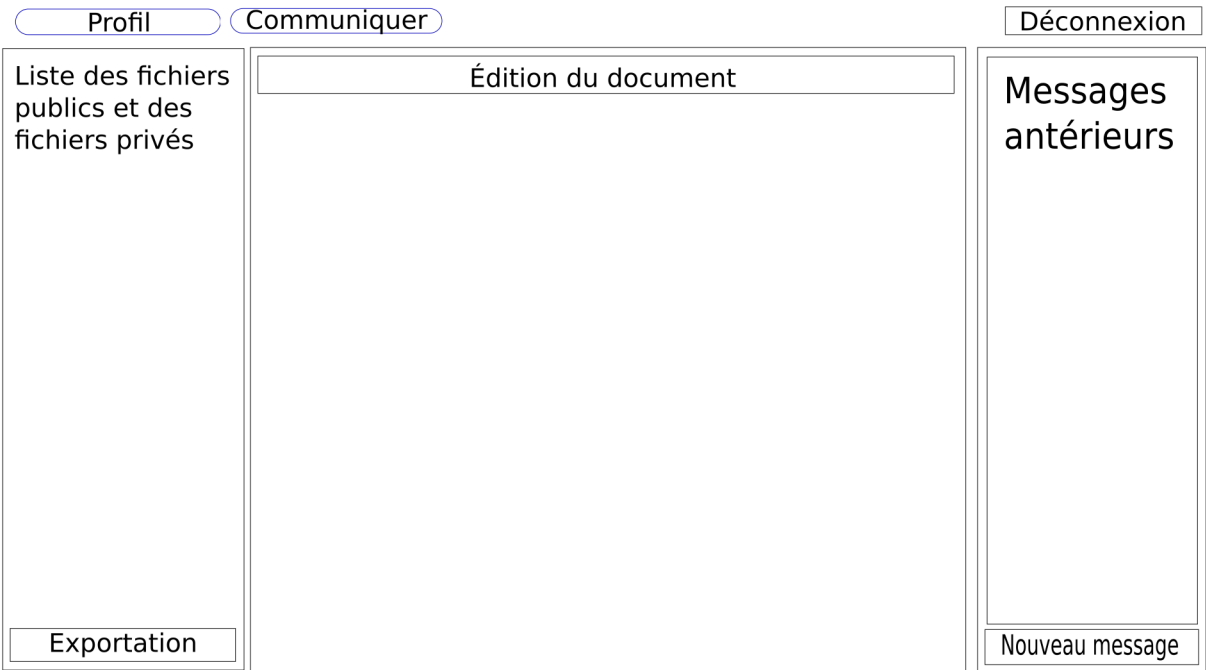 Profil
Communiquer
Déconnexion
Liste des fichiers
publics et des
fichiers privés
Exportation
Édition du document
Messages
antérieurs
Nouveau message